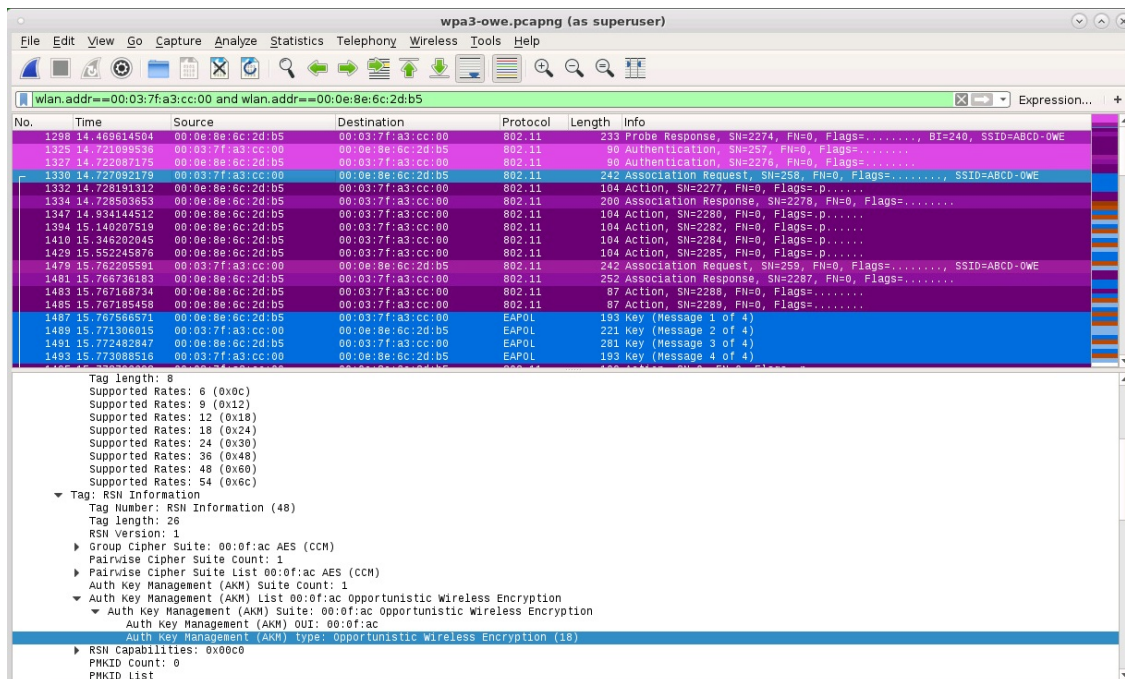 wpa3-owe.pcapng (as superuser)
File Edit View Go Capture Analyze Statistics Telephony Wireless Tools Help
wlan.addr==00:03:7f:a3:cc:00 and wlan.addr==00:0e:8e:6c:2d:b5 Expression... +
No. Time Source Destination Protocol Length Info
1298 14.469614504 00:0e:8e:6c:2d:b5 00:03:7f:a3:cc:00 802.11 233 Probe Response, SN=2274, FN=0, Flags=........, BI=240, SSID=ABCD-OWE
1325 14.721099536 00:03:7f:a3:cc:00 00:0e:8e:6c:2d:b5 802.11 90 Authentication, SN=257, FN=0, Flags=........
1327 14.722087175 00:0e:8e:6c:2d:b5 00:03:7f:a3:cc:00 802.11 90 Authentication, SN=2276, FN=0, Flags=........
1330 14.727092179 00:03:7f:a3:cc:00 00:0e:8e:6c:2d:b5 802.11 242 Association Request, SN=258, FN=0, Flags=........, SSID=ABCD-OWE
1332 14.728191312 00:0e:8e:6c:2d:b5 00:03:7f:a3:cc:00 802.11 104 Action, SN=2277, FN=0, Flags=.p......
1334 14.728503653 00:0e:8e:6c:2d:b5 00:03:7f:a3:cc:00 802.11 200 Association Response, SN=2278, FN=0, Flags=........
1347 14.934144512 00:0e:8e:6c:2d:b5 00:03:7f:a3:cc:00 802.11 104 Action, SN=2280, FN=0, Flags=.p......
1394 15.140207519 00:0e:8e:6c:2d:b5 00:03:7f:a3:cc:00 802.11 104 Action, SN=2282, FN=0, Flags=.p......
1410 15.346202045 00:0e:8e:6c:2d:b5 00:03:7f:a3:cc:00 802.11 104 Action, SN=2284, FN=0, Flags=.p......
1429 15.552245876 00:0e:8e:6c:2d:b5 00:03:7f:a3:cc:00 802.11 104 Action, SN=2285, FN=0, Flags=.p......
1479 15.762205591 00:03:7f:a3:cc:00 00:0e:8e:6c:2d:b5 802.11 242 Association Request, SN=259, FN=0, Flags=........, SSID=ABCD-OWE
1481 15.766736183 00:0e:8e:6c:2d:b5 00:03:7f:a3:cc:00 802.11 252 Association Response, SN=2287, FN=0, Flags=........
1483 15.767168734 00:0e:8e:6c:2d:b5 00:03:7f:a3:cc:00 802.11 87 Action, SN=2288, FN=0, Flags=........
1485 15.767185458 00:0e:8e:6c:2d:b5 00:03:7f:a3:cc:00 802.11 87 Action, SN=2289, FN=0, Flags=........
1487 15.767566571 00:0e:8e:6c:2d:b5 00:03:7f:a3:cc:00 EAPOL 193 Key (Message 1 of 4)
1489 15.771306015 00:03:7f:a3:cc:00 00:0e:8e:6c:2d:b5 EAPOL 221 Key (Message 2 of 4)
1491 15.772482847 00:0e:8e:6c:2d:b5 00:03:7f:a3:cc:00 EAPOL 281 Key (Message 3 of 4)
1493 15.773088516 00:03:7f:a3:cc:00 00:0e:8e:6c:2d:b5 EAPOL 193 Key (Message 4 of 4)
Tag length: 8
Supported Rates: 6 (0x0c)
Supported Rates: 9 (0x12)
Supported Rates: 12 (0x18)
Supported Rates: 18 (0x24)
Supported Rates: 24 (0x30)
Supported Rates: 36 (0x48)
Supported Rates: 48 (0x60)
Supported Rates: 54 (0x6c)
Tag: RSN Information
Tag Number: RSN Information (48)
Tag length: 26
RSN Version: 1
Group Cipher Suite: 00:0f:ac AES (CCM)
Pairwise Cipher Suite Count: 1
Pairwise Cipher Suite List 00:0f:ac AES (CCM)
Auth Key Management (AKM) Suite Count: 1
Auth Key Management (AKM) List 00:0f:ac Opportunistic Wireless Encryption
Auth Key Management (AKM) Suite: 00:0f:ac Opportunistic Wireless Encryption
Auth Key Management (AKM) OUI: 00:0f:ac
Auth Key Management (AKM) type: Opportunistic Wireless Encryption (18)
RSN Capabilities: 0x00c0
PMKID Count: 0
PMKID List